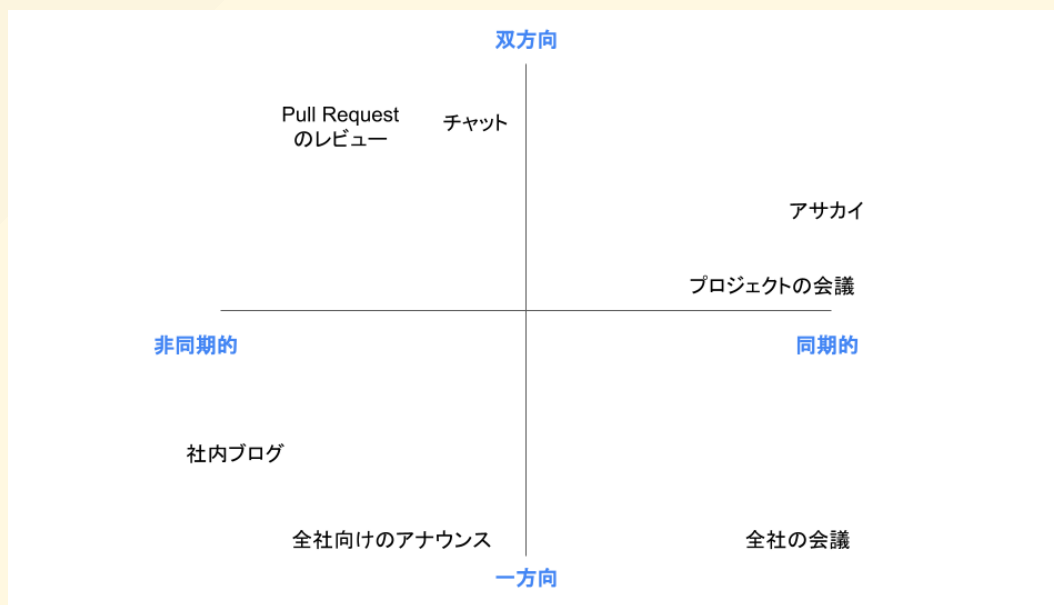 双方向
Pull Request
のレビュー
チャット
アサカイ
プロジェクトの会議
非同期的
同期的
社内ブログ
全社向けのアナウンス
全社の会議
一方向